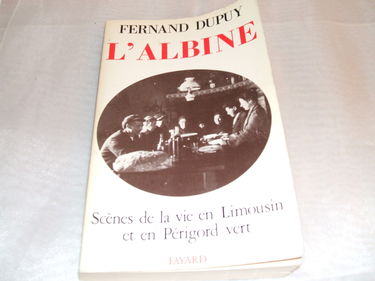 FERNAND DUPUY
L'ALBINE
Scènes de la vie en Limousin
et en Périgord vert
FAYARD